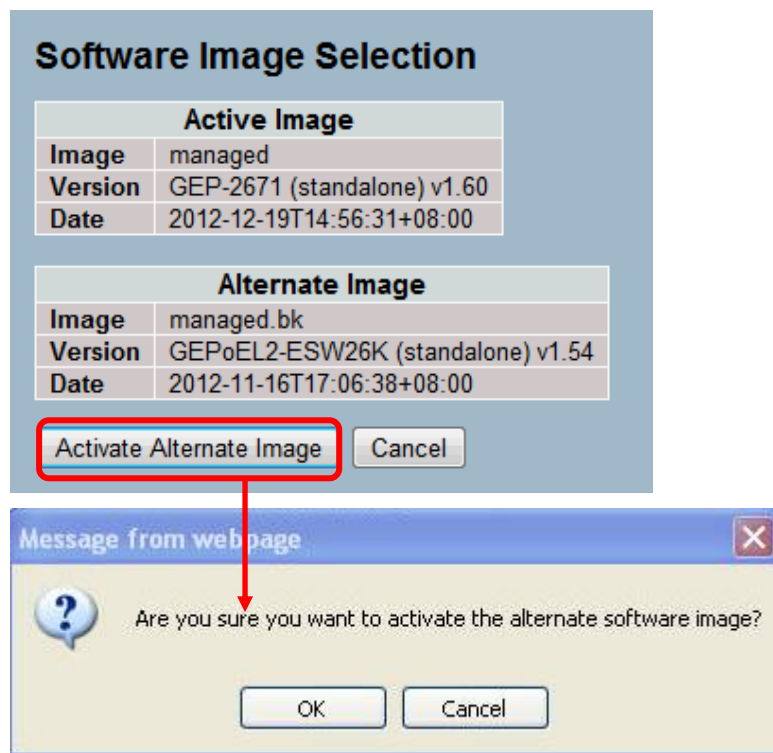 Software Image Selection
Active Image
Image managed
Version GEP-2671 (standalone) v1.60
Date 2012-12-19T14:56:31+08:00
Alternate Image
Image managed.bk
Version GEPoEL2-ESW26K (standalone) v1.54
Date 2012-11-16T17:06:38+08:00
Activate Alternate Image Cancel
Message from webpage
Are you sure you want to activate the alternate software image?
OK Cancel